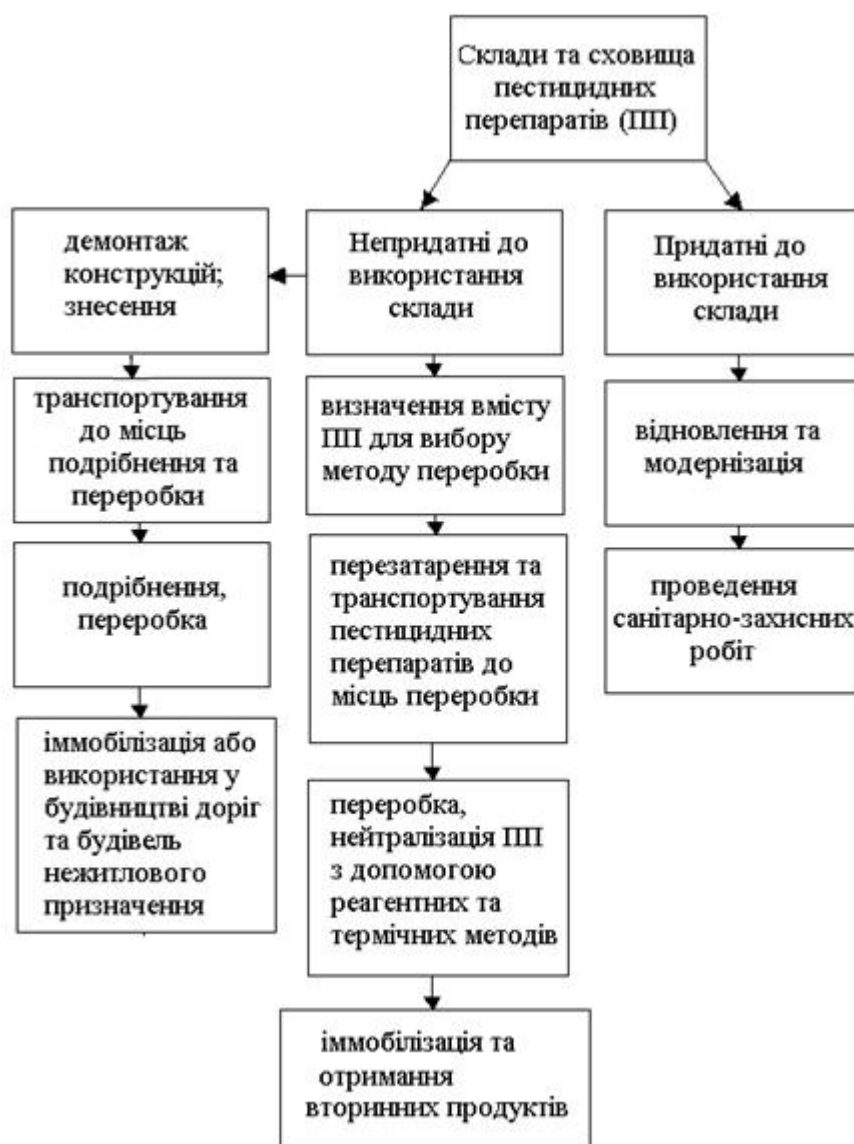 Склади та сховища
пестицидних
перепаратів (ПП)
демонтаж
конструкцій;
знесення
Непридатні до
використання
склади
Придатні до
використання
склади
транспортування
до місць
подрібнення та
переробки
визначення вмісту
ПП для вибору
методу переробки
відновлення та
модернізація
подрібнення,
переробка
перезатарення та
транспортування
пестицидних
перепаратів до
місць переробки
проведення
санітарно-захисних
робіт
іммобілізація або
використання у
будівництві доріг
та будівель
нежитлового
призначення
переробка,
нейтралізація ПП
з допомогою
реагентних та
термічних методів
іммобілізація та
отримання
вторинних продуктів